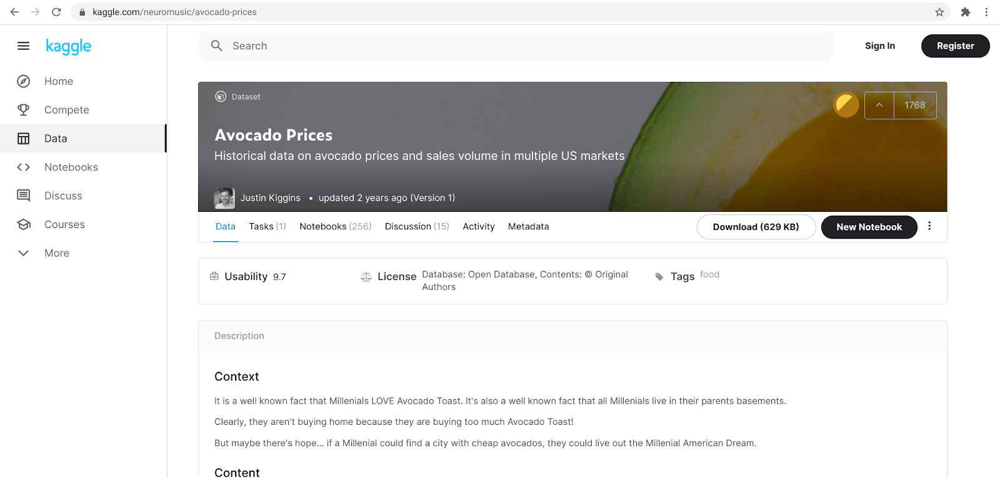 kaggle.com/neuromusic/avocado-prices
kaggle
Search
Sign In
Register
Home
Compete
Data
Notebooks
Discuss
Courses
More
Dataset
1768
Avocado Prices
Historical data on avocado prices and sales volume in multiple US markets
Justin Kiggins • updated 2 years ago (Version 1)
Data Tasks (1) Notebooks (256) Discussion (15) Activity Metadata Download (629 KB) New Notebook
Usability 9.7
License Database: Open Database, Contents: © Original
Authors
Tags food
Description
Context
It is a well known fact that Millenials LOVE Avocado Toast. It's also a well known fact that all Millenials live in their parents basements.
Clearly, they aren't buying home because they are buying too much Avocado Toast!
But maybe there's hope... if a Millenial could find a city with cheap avocados, they could live out the Millenial American Dream.
Content